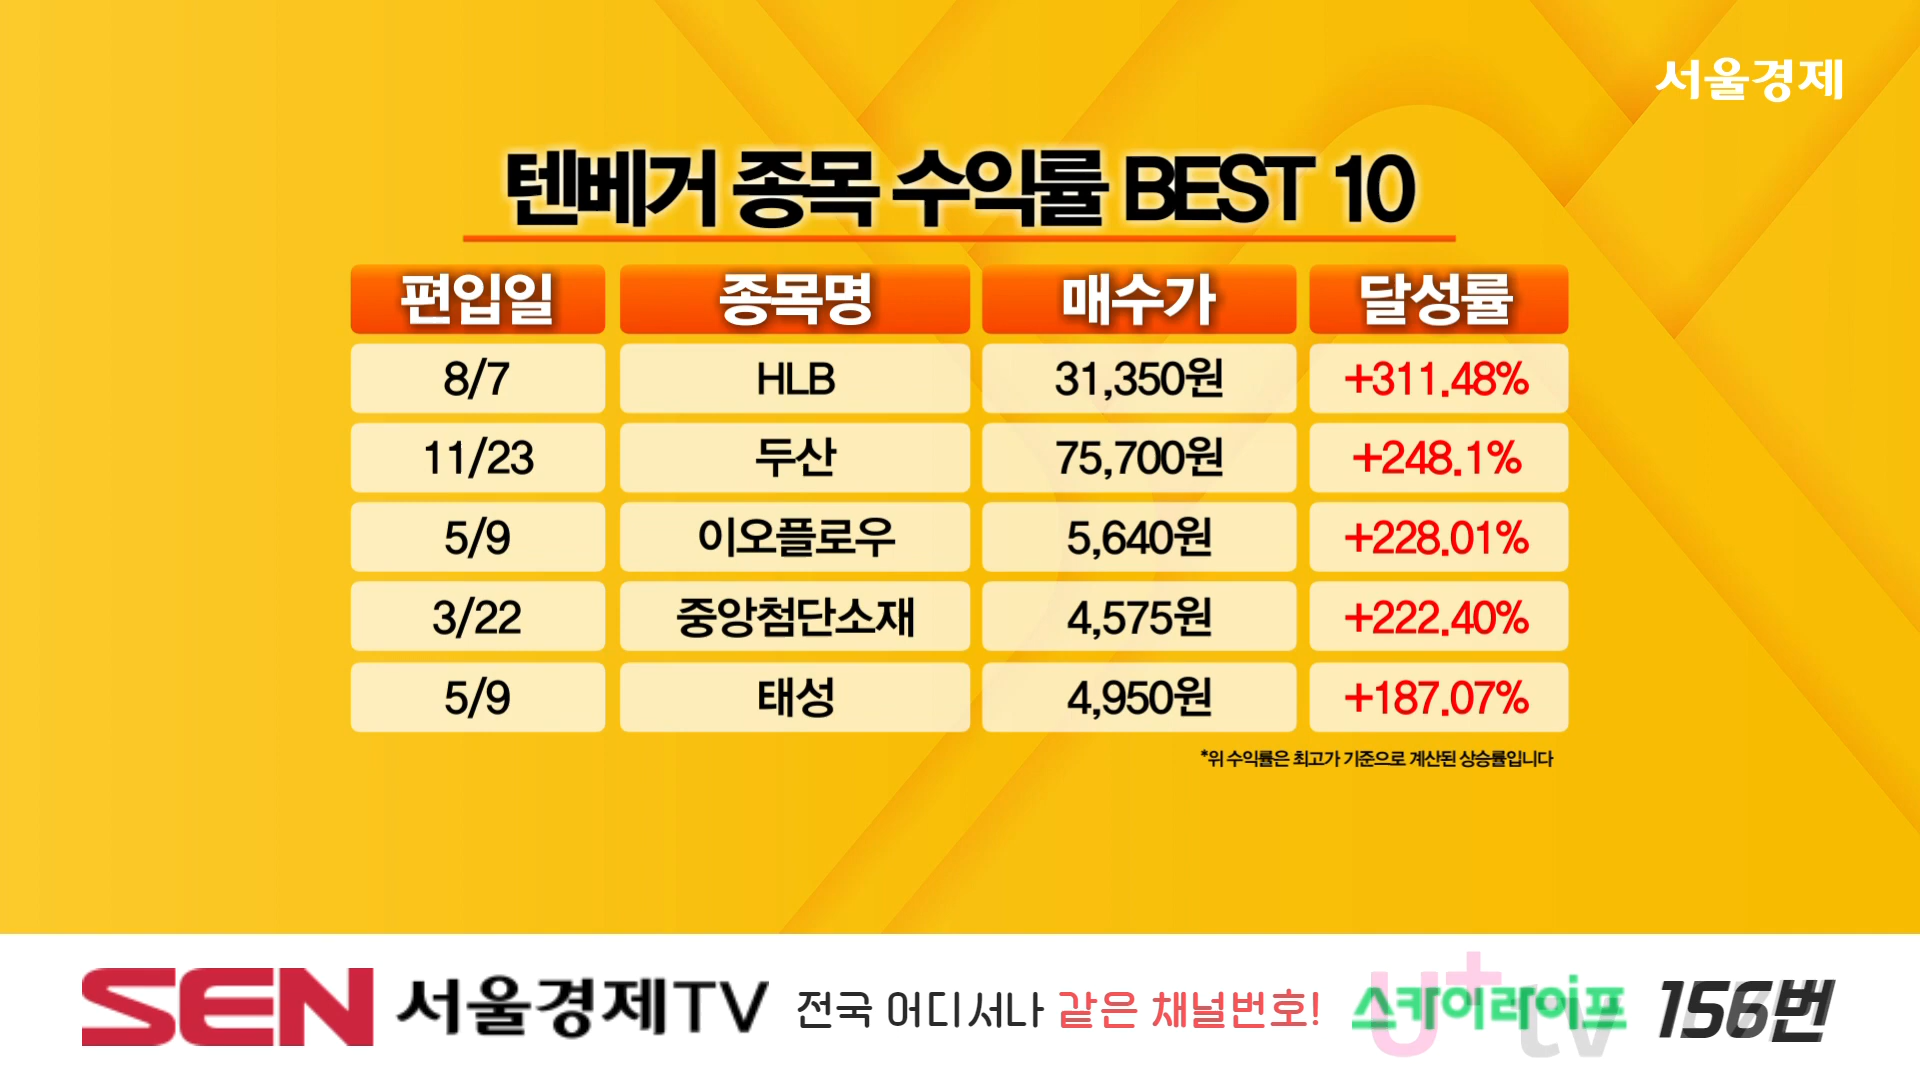 서울경제
텐베거 종목 수익률 BEST 10
편입일 종목명 매수가 달성률
8/7 HLB 31,350원 +311.48%
11/23 두산 75,700원 +248.1%
5/9 이오플로우 5,640원 +228.01%
3/22 중앙첨단소재 4,575원 +222.40%
5/9 태성 4,950원 +187.07%
*위 수익률은 최고가 기준으로 계산된 상승률입니다
SEN 서울경제TV 전국 어디서나 같은 채널번호! 스카이라이프 U+tv 156번